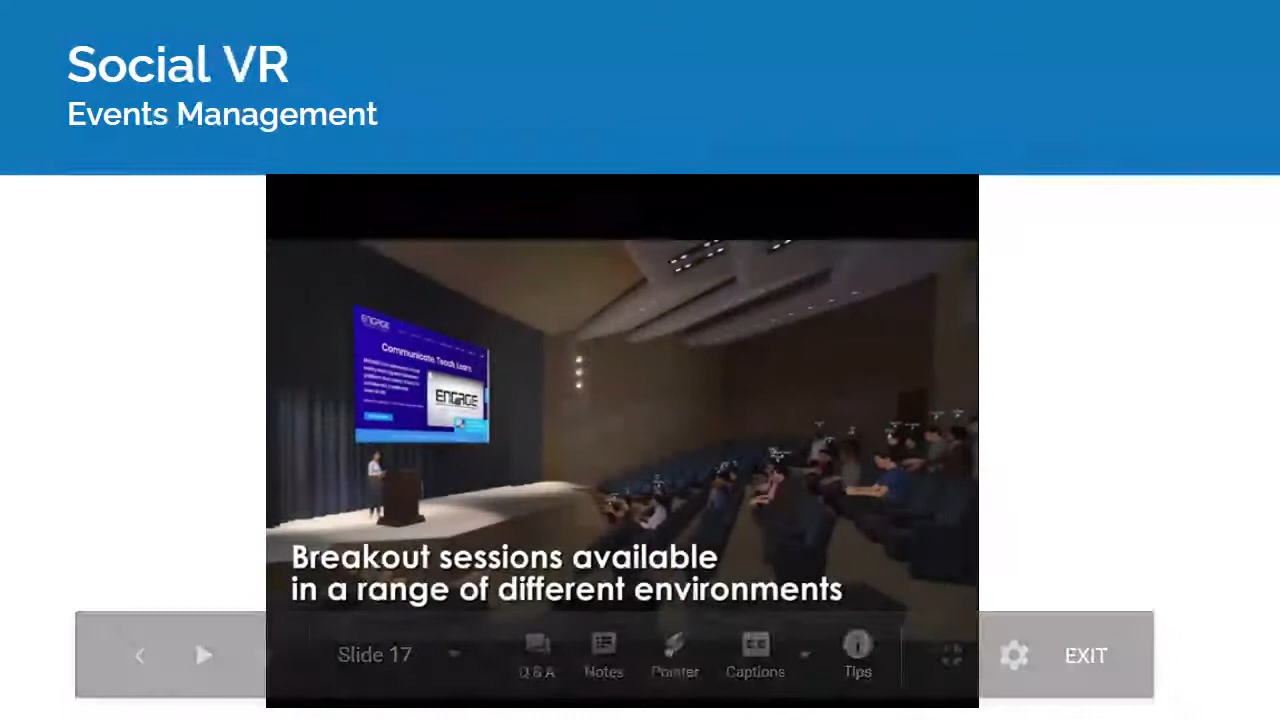 Social VR
Events Management
ENGAGE
Communicate. Teach. Learn.
ENGAGE
Breakout sessions available
in a range of different environments
Slide 17
Q & A
Notes
Pointer
Captions
Tips
EXIT